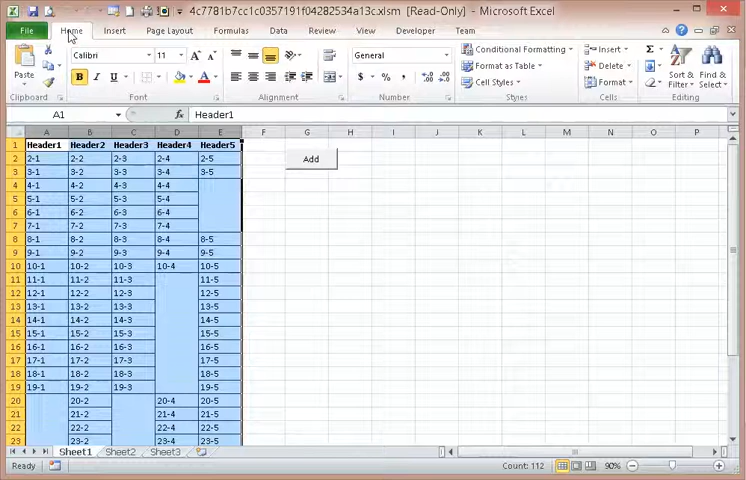 4c7781b7cc1c0357191f04282534a13c.xlsm [Read-Only] - Microsoft Excel
File Home Insert Page Layout Formulas Data Review View Developer Team
Calibri 11 General Conditional Formatting Insert Σ
Paste Format as Table Delete Sort & Filter Find & Select
B I U $ % , Cell Styles Format
Clipboard Font Alignment Number Styles Cells Editing
A1 fx Header1
A B C D E F G H I J K L M N O P
1 Header1 Header2 Header3 Header4 Header5
2 2-1 2-2 2-3 2-4 2-5 Add
3 3-1 3-2 3-3 3-4 3-5
4 4-1 4-2 4-3 4-4
5 5-1 5-2 5-3 5-4
6 6-1 6-2 6-3 6-4
7 7-1 7-2 7-3 7-4
8 8-1 8-2 8-3 8-4 8-5
9 9-1 9-2 9-3 9-4 9-5
10 10-1 10-2 10-3 10-4 10-5
11 11-1 11-2 11-3 11-5
12 12-1 12-2 12-3 12-5
13 13-1 13-2 13-3 13-5
14 14-1 14-2 14-3 14-5
15 15-1 15-2 15-3 15-5
16 16-1 16-2 16-3 16-5
17 17-1 17-2 17-3 17-5
18 18-1 18-2 18-3 18-5
19 19-1 19-2 19-3 19-5
20 20-2 20-4 20-5
21 21-2 21-4 21-5
22 22-2 22-4 22-5
23 23-2 23-4 23-5
Sheet1 Sheet2 Sheet3
Ready Count: 112 90%